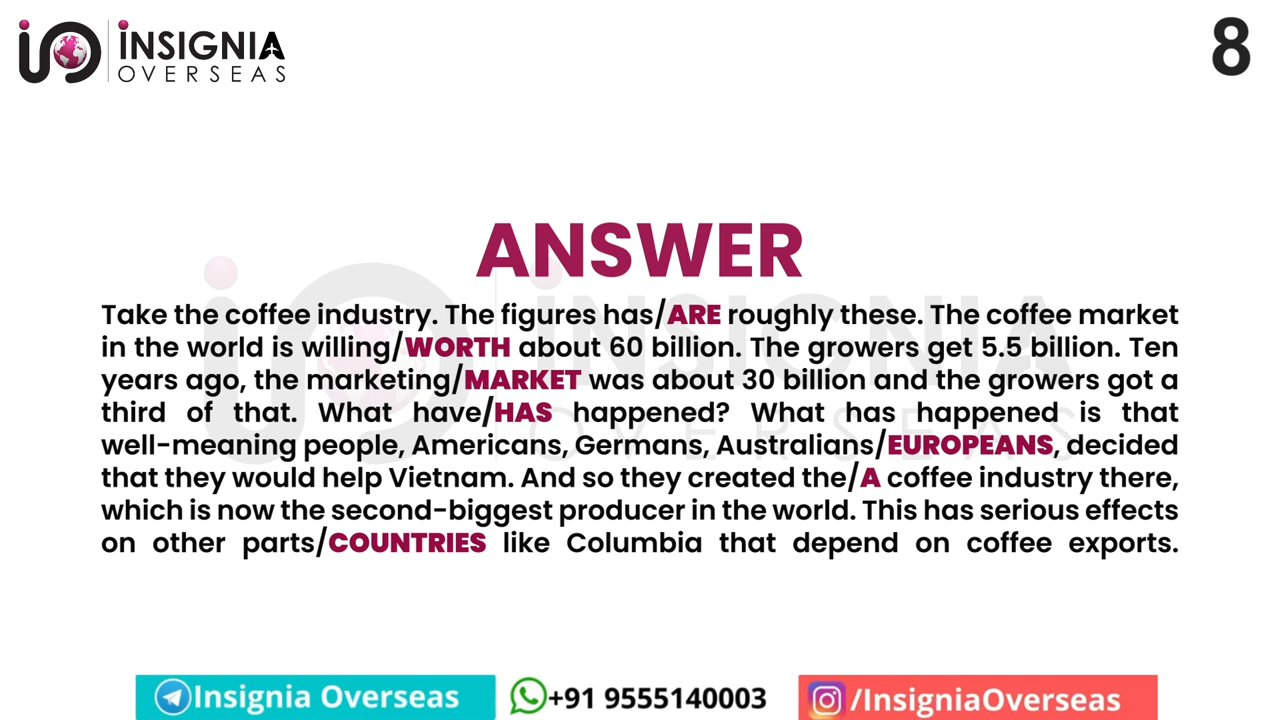 iNSIGNIA
OVERSEAS
8
ANSWER
Take the coffee industry. The figures has/ARE roughly these. The coffee market
in the world is willing/WORTH about 60 billion. The growers get 5.5 billion. Ten
years ago, the marketing/MARKET was about 30 billion and the growers got a
third of that. What have/HAS happened? What has happened is that
well-meaning people, Americans, Germans, Australians/EUROPEANS, decided
that they would help Vietnam. And so they created the/A coffee industry there,
which is now the second-biggest producer in the world. This has serious effects
on other parts/COUNTRIES like Columbia that depend on coffee exports.
Insignia Overseas
+91 9555140003
/InsigniaOverseas